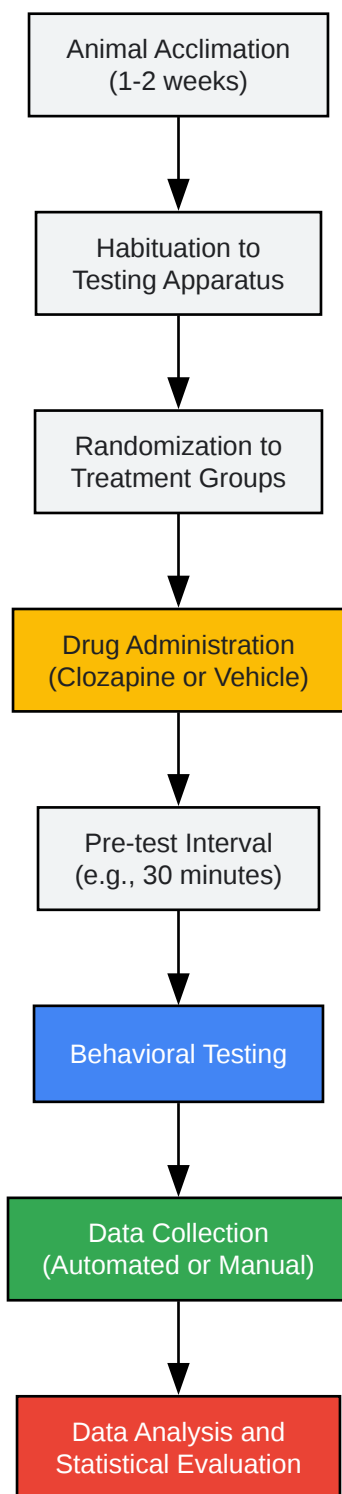 Animal Acclimation
(1-2 weeks)
Habituation to
Testing Apparatus
Randomization to
Treatment Groups
Drug Administration
(Clozapine or Vehicle)
Pre-test Interval
(e.g., 30 minutes)
Behavioral Testing
Data Collection
(Automated or Manual)
Data Analysis and
Statistical Evaluation